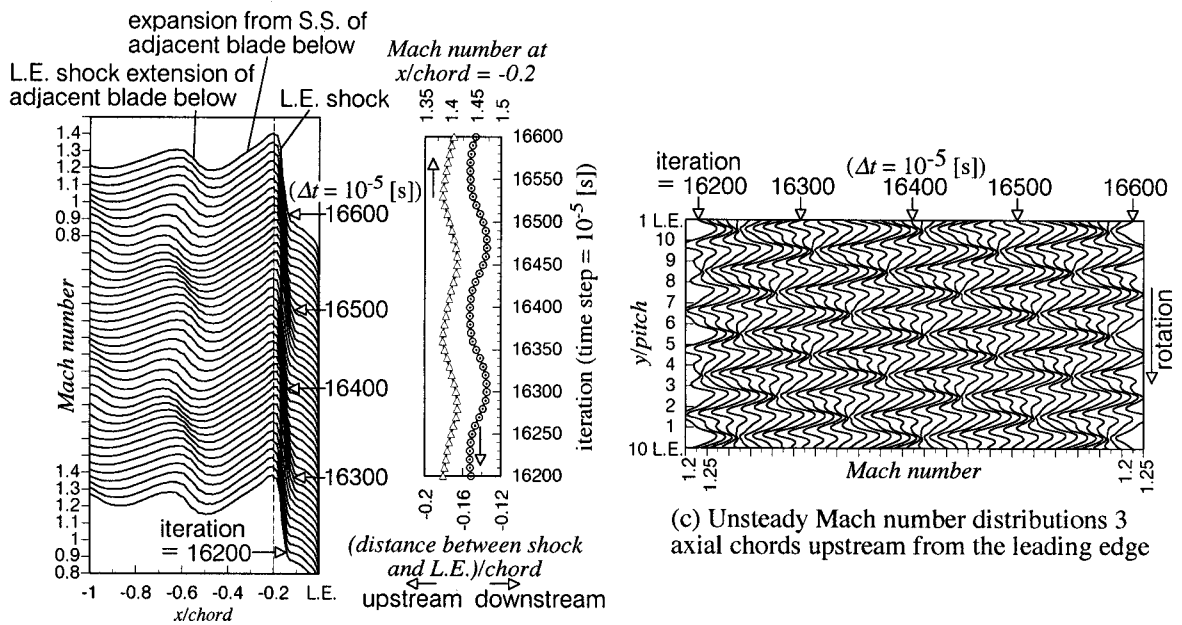 expansion from S.S. of
adjacent blade below
L.E. shock extension of
adjacent blade below
L.E. shock
1.4
1.3
1.2
1.1
0.9
0.8
Mach number
1.4
1.3
1.2
1.1
0.9
0.8
(Δt = 10-5 [s])
16600
16500
16400
16300
iteration
= 16200
-1 -0.8 -0.6 -0.4 -0.2 L.E.
x/chord
Mach number at
x/chord = -0.2
1.35 1.4 1.45 1.5
16600
16550
16500
16450
16400
16350
16300
16250
16200
iteration (time step = 10-5 [s])
-0.2 -0.16 -0.12
(distance between shock
and L.E.)/chord
upstream downstream
iteration (Δt = 10-5 [s])
= 16200 16300 16400 16500 16600
1 L.E.
10
9
8
7
6
5
4
3
2
1
10 L.E.
y/pitch
rotation
1.2 1.25 Mach number 1.2 1.25
(c) Unsteady Mach number distributions 3
axial chords upstream from the leading edge